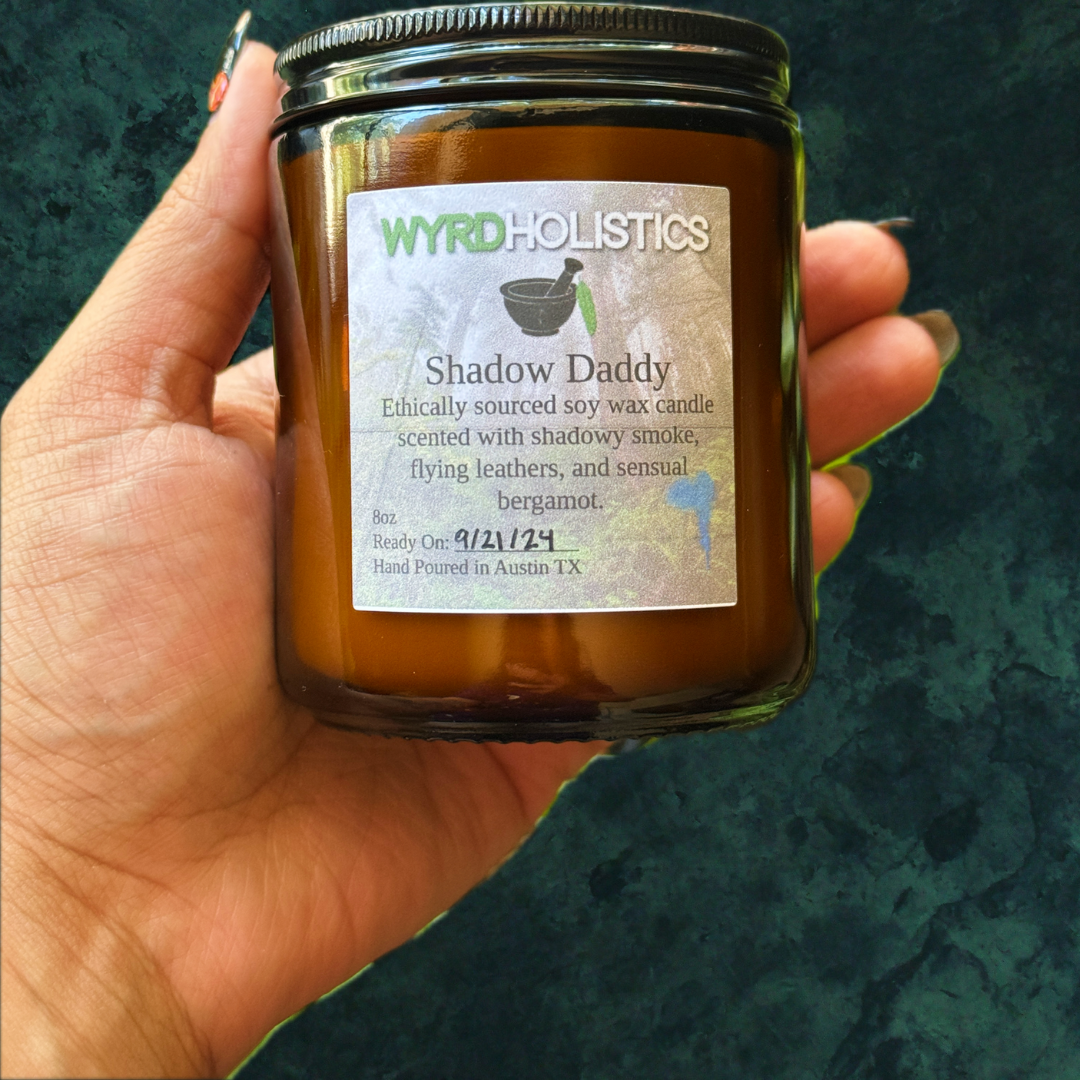 WYRDHOLISTICS
Shadow Daddy
Ethically sourced soy wax candle
scented with shadowy smoke,
flying leathers, and sensual
bergamot.
8oz
Ready On: 9/21/24
Hand Poured in Austin TX